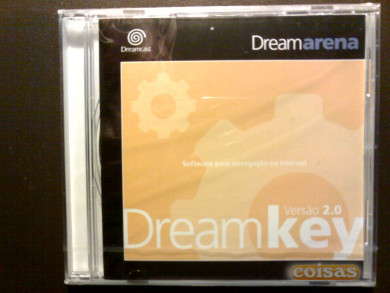 Dreamcast
Dreamarena
Software para navegação na Internet
Versão 2.0
Dreamkey
coisas